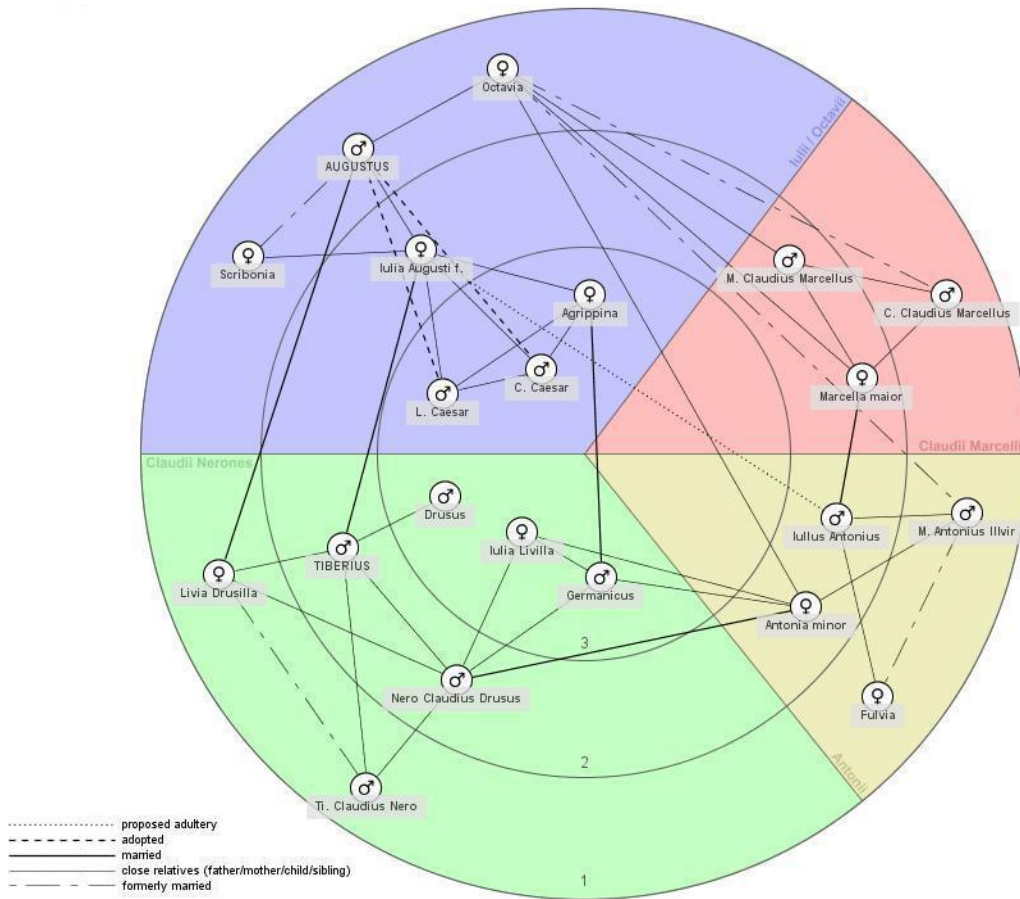 Octavia
Iulii / Octavii
AUGUSTUS
Scribonia
Iulia Augusti f.
M. Claudius Marcellus
Agrippina
C. Claudius Marcellus
C. Caesar
Marcella maior
L. Caesar
Claudii Nerones
Claudii Marcelli
Drusus
Iullus Antonius
M. Antonius IIIvir
Iulia Livilla
TIBERIUS
Livia Drusilla
Germanicus
Antonia minor
3
Nero Claudius Drusus
Fulvia
2
Antonii
Ti. Claudius Nero
proposed adultery
adopted
married
close relatives (father/mother/child/sibling)
formerly married
1